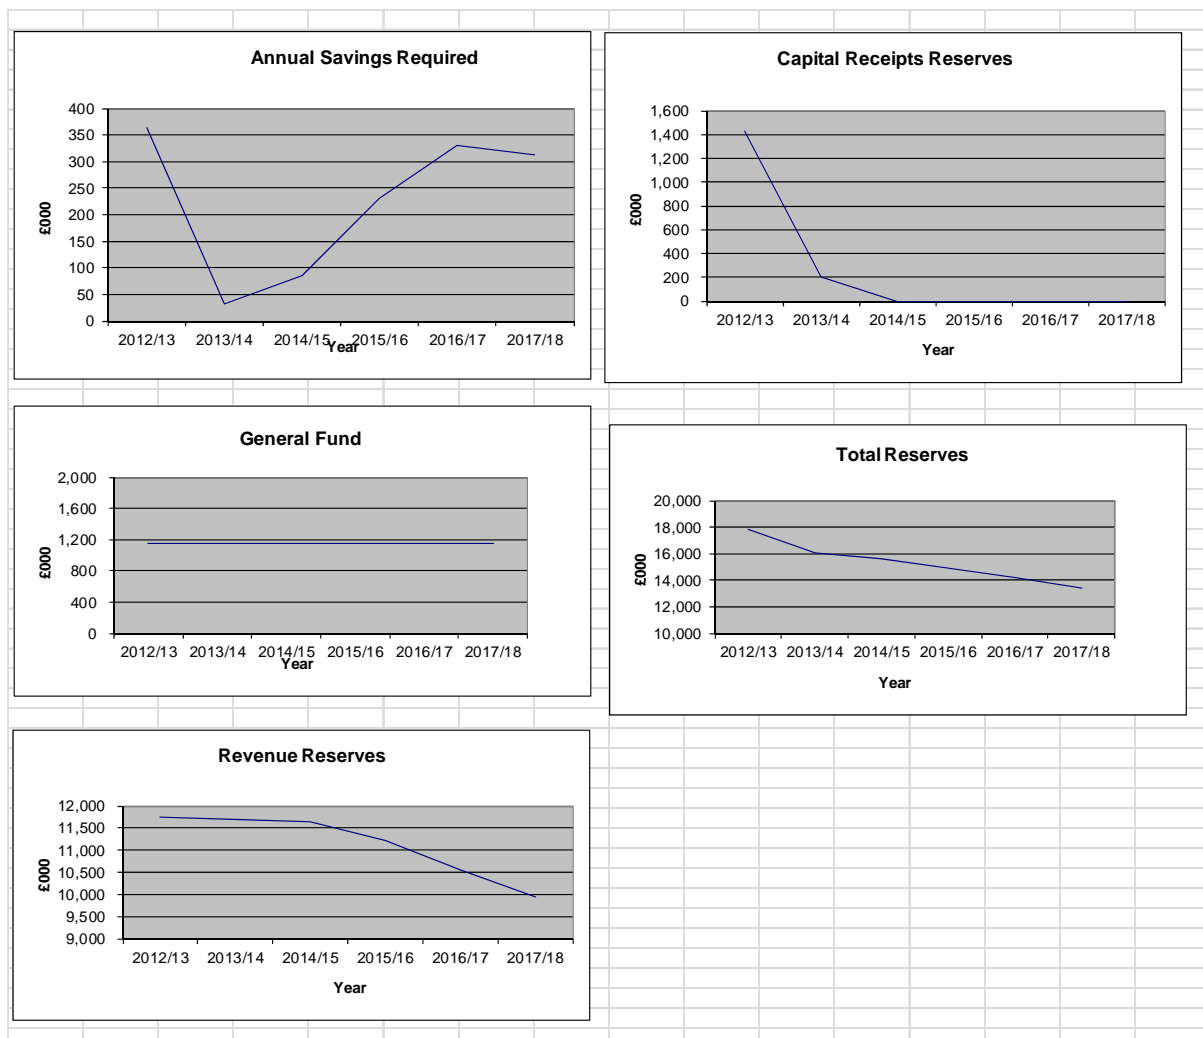 Annual Savings Required
400
350
300
250
200
150
100
50
0
£000
2012/13 2013/14 2014/15 2015/16 2016/17 2017/18
Year
Capital Receipts Reserves
1,600
1,400
1,200
1,000
800
600
400
200
0
£000
2012/13 2013/14 2014/15 2015/16 2016/17 2017/18
Year
General Fund
2,000
1,600
1,200
800
400
0
£000
2012/13 2013/14 2014/15 2015/16 2016/17 2017/18
Year
Total Reserves
20,000
18,000
16,000
14,000
12,000
10,000
£000
2012/13 2013/14 2014/15 2015/16 2016/17 2017/18
Year
Revenue Reserves
12,000
11,500
11,000
10,500
10,000
9,500
9,000
£000
2012/13 2013/14 2014/15 2015/16 2016/17 2017/18
Year